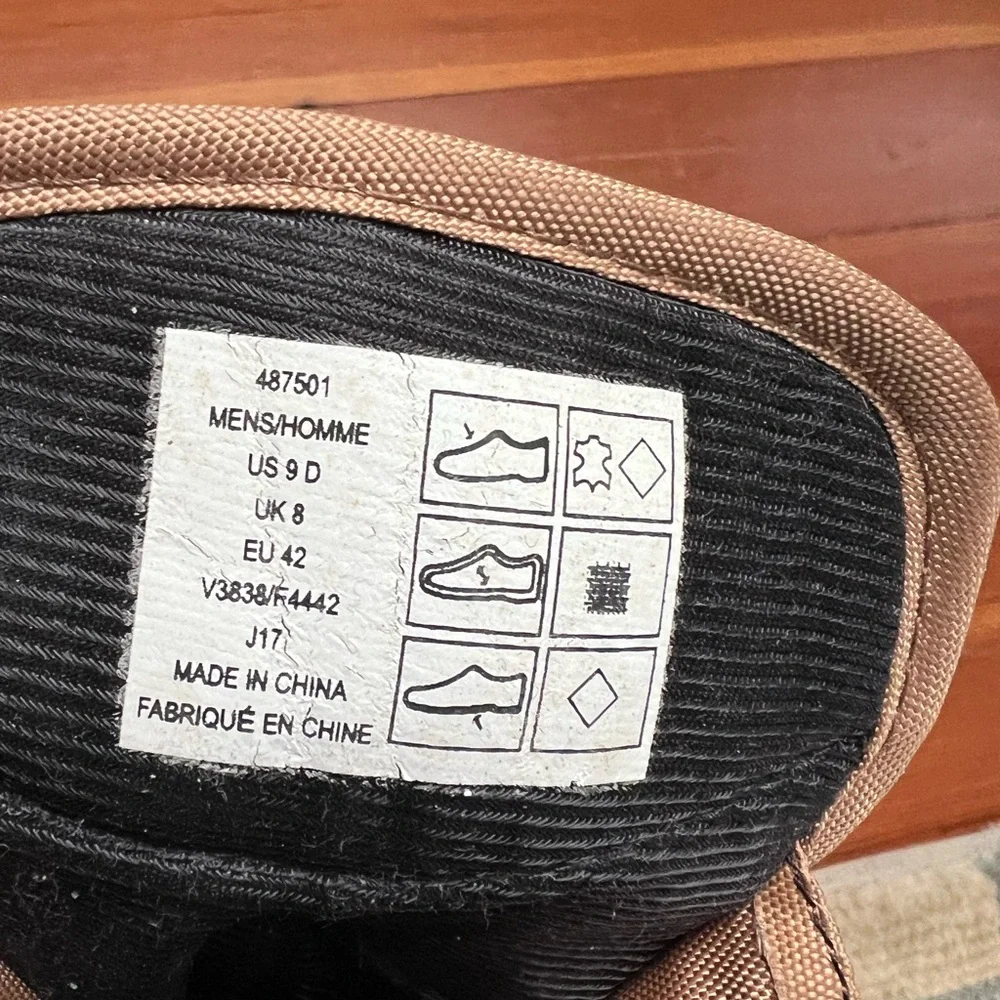 487501
MENS/HOMME
US 9 D
UK 8
EU 42
V3838/F4442
J17
MADE IN CHINA
FABRIQUÉ EN CHINE